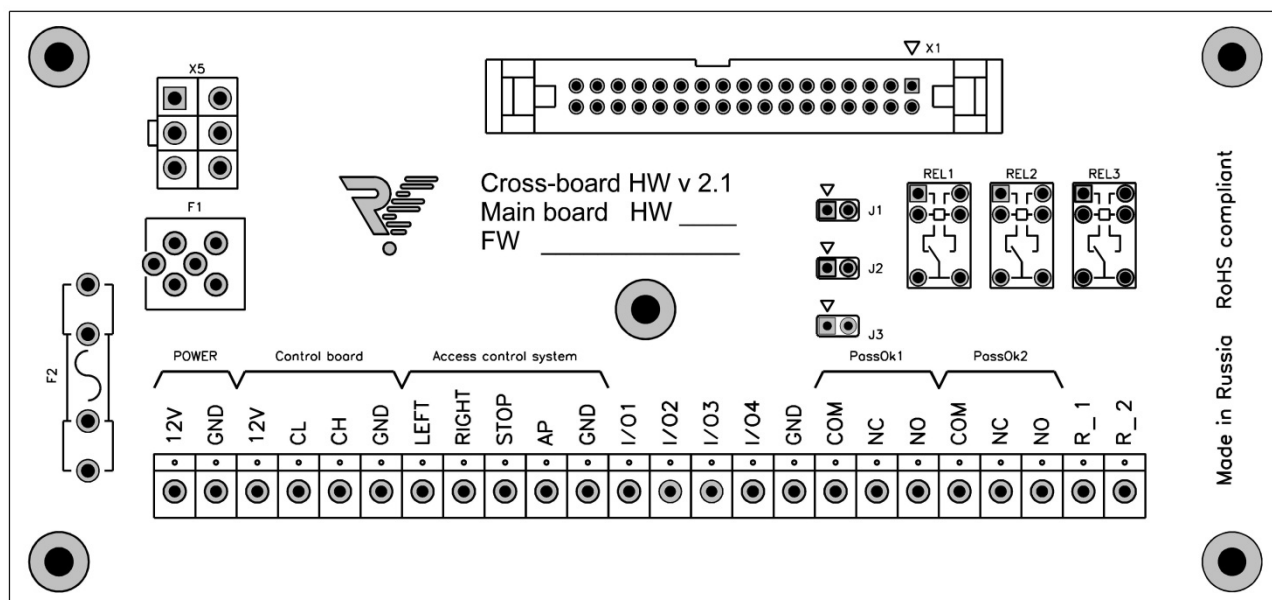 X1
X5
Cross-board HW v 2.1
Main board HW ____
FW ______________
REL1 REL2 REL3
J1
F1
J2
J3
F2
POWER Control board Access control system PassOk1 PassOk2
12V GND 12V CL CH GND LEFT RIGHT STOP AP GND I/O1 I/O2 I/O3 I/O4 GND COM NC NO COM NC NO R_1 R_2
Made in Russia RoHS compliant